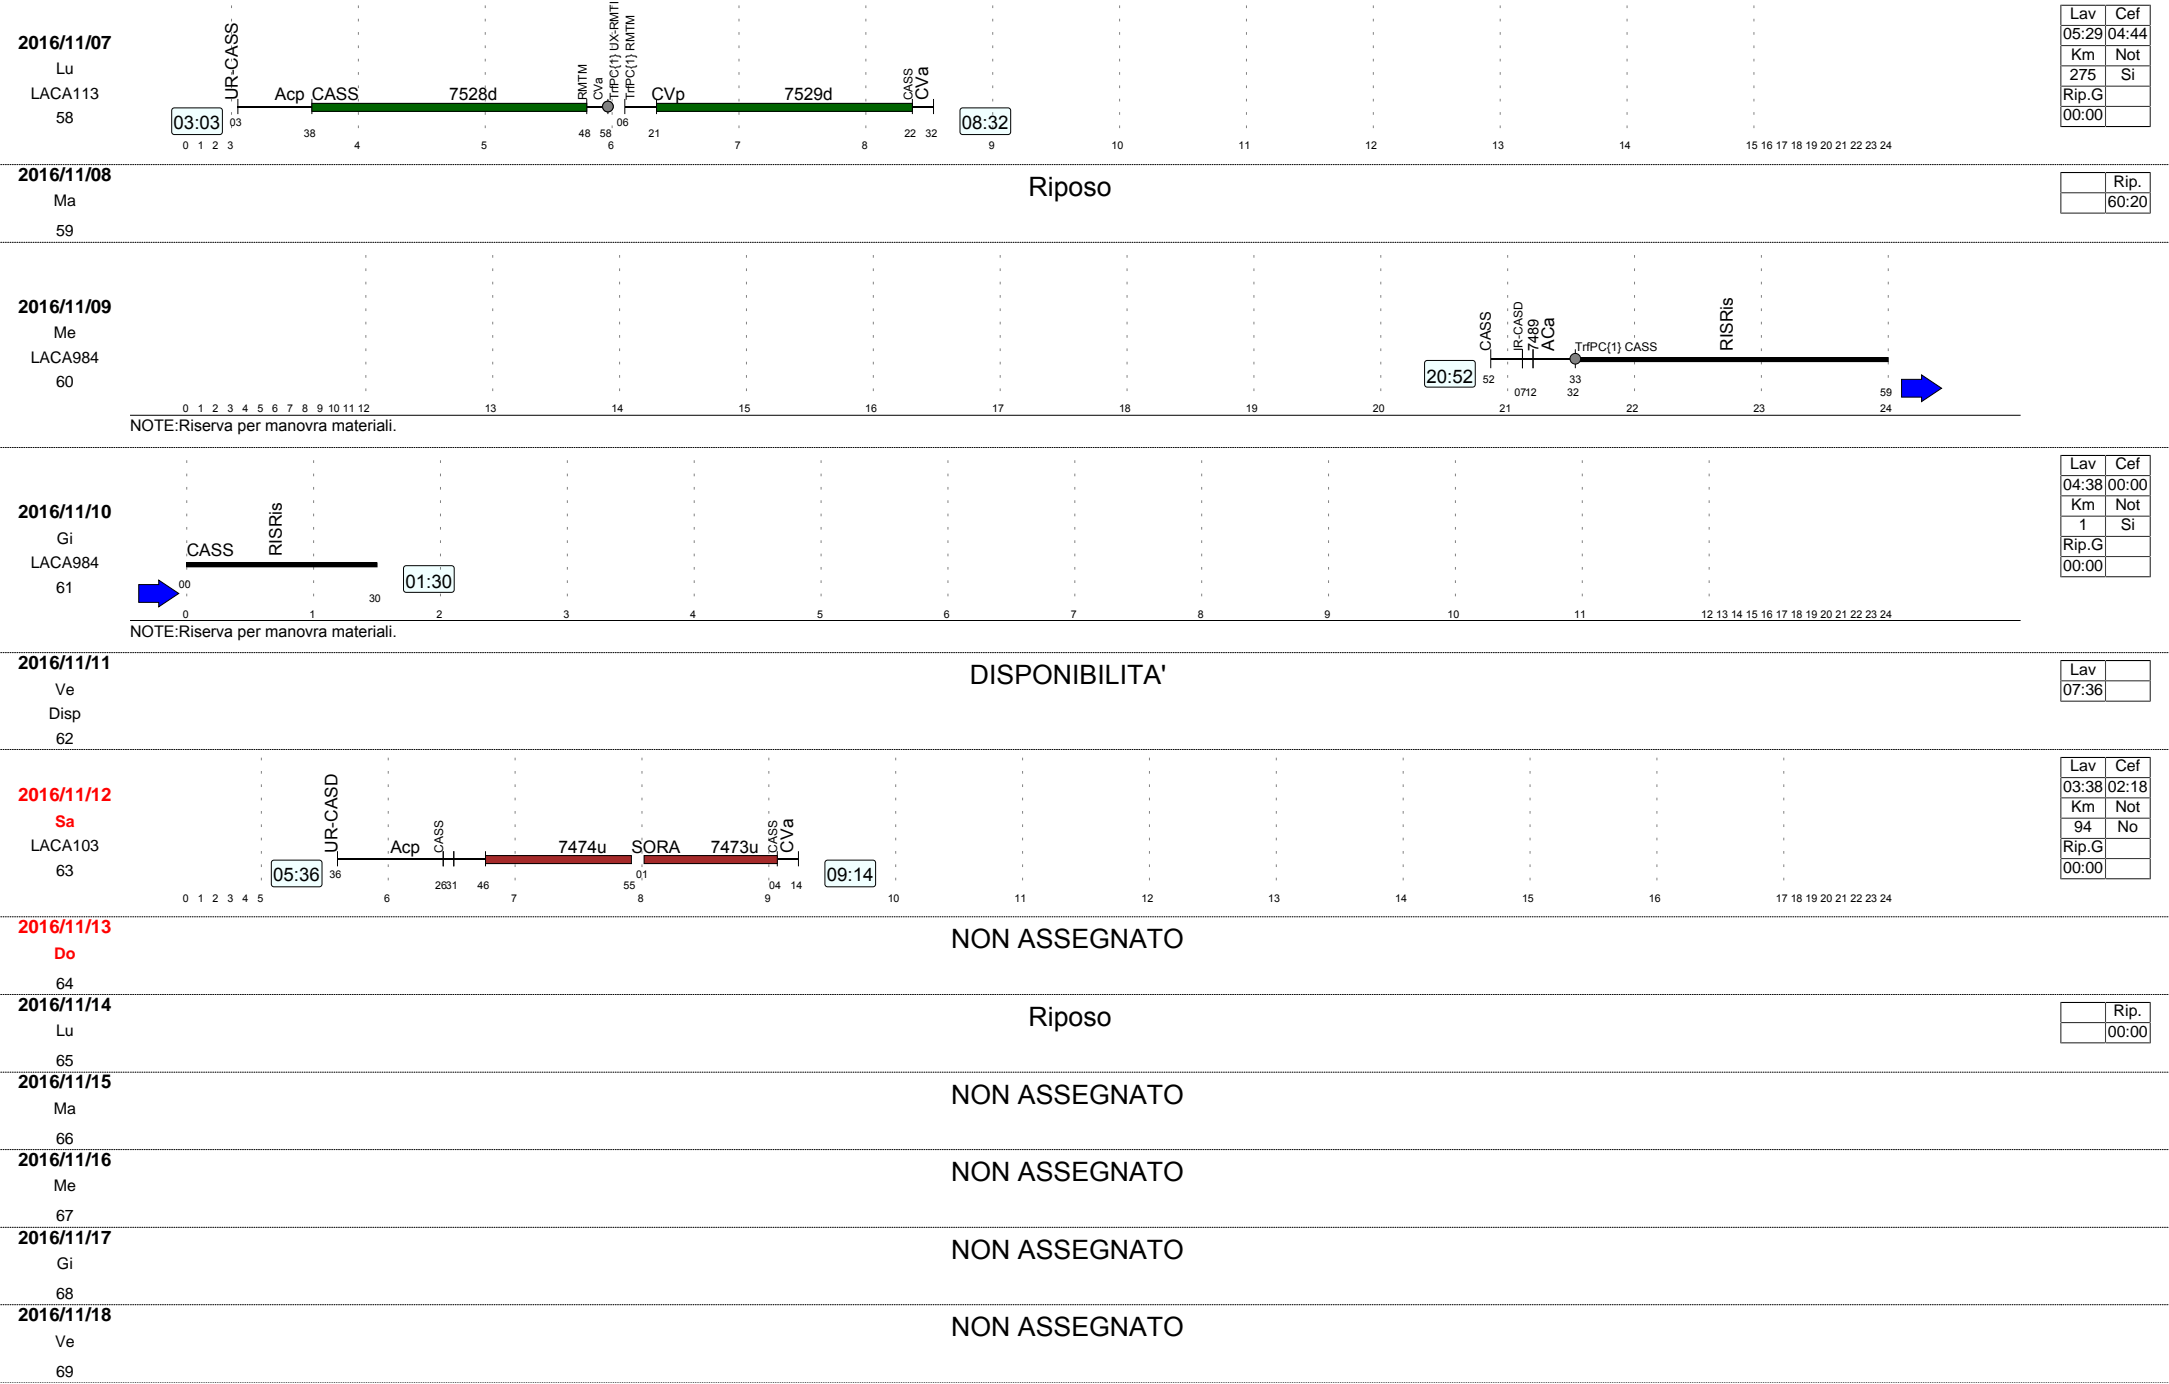 2016/11/07
Lu
LACA113
58
03:03
UR-CASS
03
Acp
CASS
38
7528d
RMTM
48
CVa
58
TrfPC{1} UX-RMTI
TrfPC{1} RMTM
06
CVp
21
7529d
CASS
22
CVa
32
08:32
0 1 2 3 4 5 6 7 8 9 10 11 12 13 14 15 16 17 18 19 20 21 22 23 24
Lav Cef
05:29 04:44
Km Not
275 Si
Rip.G
00:00
2016/11/08
Ma
59
Riposo
Rip.
60:20
2016/11/09
Me
LACA984
60
20:52
CASS
52
IR-CASD
07
7489
12
ACa
TrfPC{1} CASS
33
32
RISRis
59
0 1 2 3 4 5 6 7 8 9 10 11 12 13 14 15 16 17 18 19 20 21 22 23 24
NOTE:Riserva per manovra materiali.
2016/11/10
Gi
LACA984
61
CASS
RISRis
00
30
01:30
0 1 2 3 4 5 6 7 8 9 10 11 12 13 14 15 16 17 18 19 20 21 22 23 24
NOTE:Riserva per manovra materiali.
Lav Cef
04:38 00:00
Km Not
1 Si
Rip.G
00:00
2016/11/11
Ve
Disp
62
DISPONIBILITA'
Lav
07:36
2016/11/12
Sa
LACA103
63
05:36
UR-CASD
36
Acp
CASS
26 31
46
7474u
55
SORA
01
7473u
CASS
04
CVa
14
09:14
0 1 2 3 4 5 6 7 8 9 10 11 12 13 14 15 16 17 18 19 20 21 22 23 24
Lav Cef
03:38 02:18
Km Not
94 No
Rip.G
00:00
2016/11/13
Do
64
NON ASSEGNATO
2016/11/14
Lu
65
Riposo
Rip.
00:00
2016/11/15
Ma
66
NON ASSEGNATO
2016/11/16
Me
67
NON ASSEGNATO
2016/11/17
Gi
68
NON ASSEGNATO
2016/11/18
Ve
69
NON ASSEGNATO